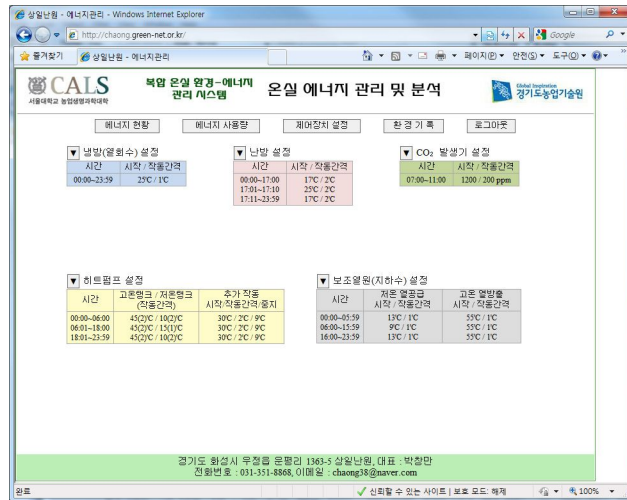 상일난원 - 에너지관리 - Windows Internet Explorer
http://chaong.green-net.or.kr/
Google
즐겨찾기
상일난원 - 에너지관리
페이지(P) 안전(S) 도구(O)
CALS
서울대학교 농업생명과학대학
복합 온실 환경-에너지
관리 시스템
온실 에너지 관리 및 분석
Global Inspiration
경기도농업기술원
에너지 현황 에너지 사용량 제어장치 설정 환 경 기 록 로그아웃
▼ 냉방(열회수) 설정
시간 시작 / 작동간격
00:00~23:59 25℃ / 1℃
▼ 난방 설정
시간 시작 / 작동간격
00:00~17:00 17℃ / 2℃
17:01~17:10 25℃ / 2℃
17:11~23:59 17℃ / 2℃
▼ CO₂ 발생기 설정
시간 시작 / 작동간격
07:00~11:00 1200 / 200 ppm
▼ 히트펌프 설정
시간 고온탱크 / 저온탱크 추가 작동
(작동간격) 시작/작동간격/중지
00:00~06:00 45(2)℃ / 10(2)℃ 30℃ / 2℃ / 9℃
06:01~18:00 45(2)℃ / 15(1)℃ 30℃ / 2℃ / 9℃
18:01~23:59 45(2)℃ / 10(2)℃ 30℃ / 2℃ / 9℃
▼ 보조열원(지하수) 설정
시간 저온 열공급 고온 열방출
시작 / 작동간격 시작 / 작동간격
00:00~05:59 13℃ / 1℃ 55℃ / 1℃
06:00~15:59 9℃ / 1℃ 55℃ / 1℃
16:00~23:59 13℃ / 1℃ 55℃ / 1℃
경기도 화성시 우정읍 운평리 1363-5 상일난원, 대표 : 박창만
전화번호 : 031-351-8868, 이메일 : chaong38@naver.com
완료
신뢰할 수 있는 사이트 | 보호 모드: 해제
100%